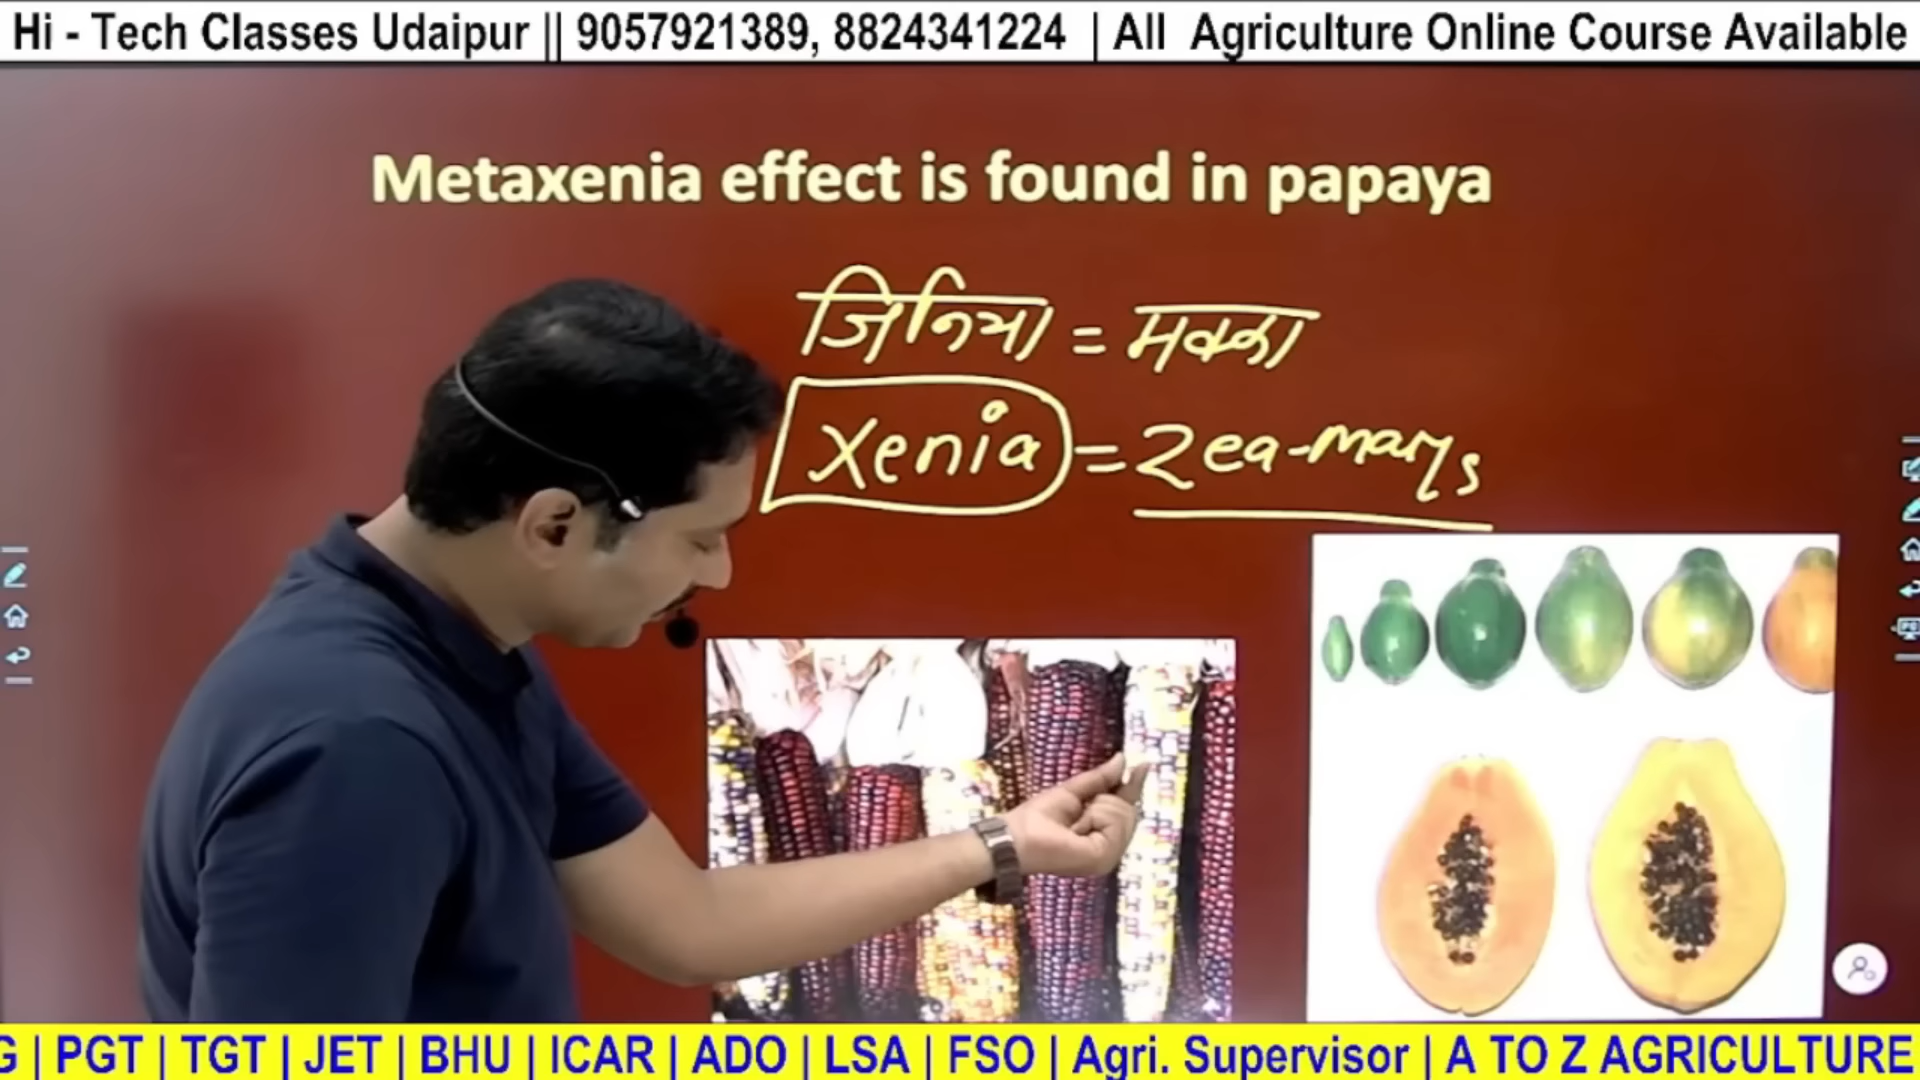 Hi - Tech Classes Udaipur || 9057921389, 8824341224 | All Agriculture Online Course Available
Metaxenia effect is found in papaya
जिनिया = मक्का
Xenia = Zea-mays
G | PGT | TGT | JET | BHU | ICAR | ADO | LSA | FSO | Agri. Supervisor | A TO Z AGRICULTURE